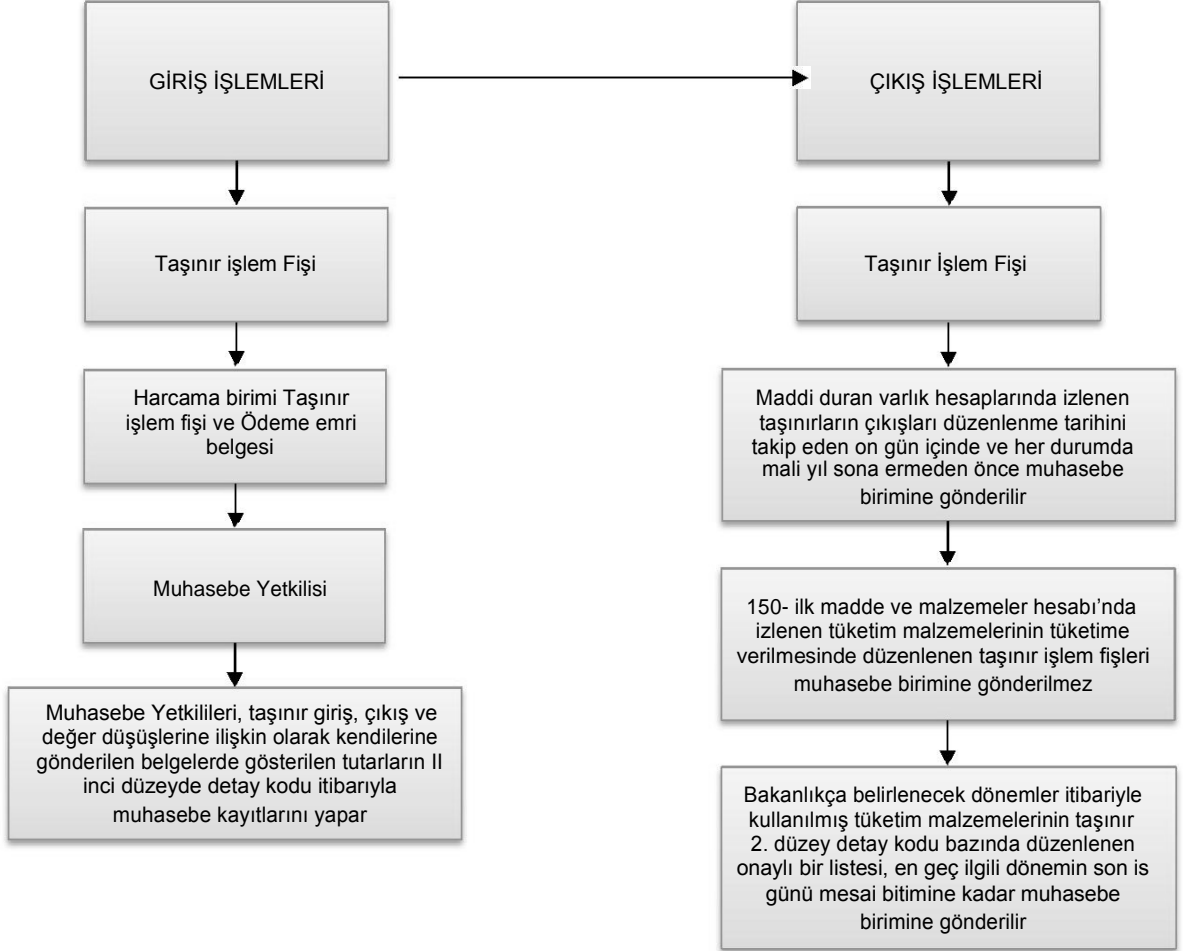 GİRİŞ İŞLEMLERİ
Taşınır işlem Fişi
Harcama birimi Taşınır
işlem fişi ve Ödeme emri
belgesi
Muhasebe Yetkilisi
Muhasebe Yetkilileri, taşınır giriş, çıkış ve
değer düşüşlerine ilişkin olarak kendilerine
gönderilen belgelerde gösterilen tutarların II
inci düzeyde detay kodu itibarıyla
muhasebe kayıtlarını yapar
ÇIKIŞ İŞLEMLERİ
Taşınır İşlem Fişi
Maddi duran varlık hesaplarında izlenen
taşınırların çıkışları düzenlenme tarihini
takip eden on gün içinde ve her durumda
mali yıl sona ermeden önce muhasebe
birimine gönderilir
150- ilk madde ve malzemeler hesabı’nda
izlenen tüketim malzemelerinin tüketime
verilmesinde düzenlenen taşınır işlem fişleri
muhasebe birimine gönderilmez
Bakanlıkça belirlenecek dönemler itibariyle
kullanılmış tüketim malzemelerinin taşınır
2. düzey detay kodu bazında düzenlenen
onaylı bir listesi, en geç ilgili dönemin son is
günü mesai bitimine kadar muhasebe
birimine gönderilir